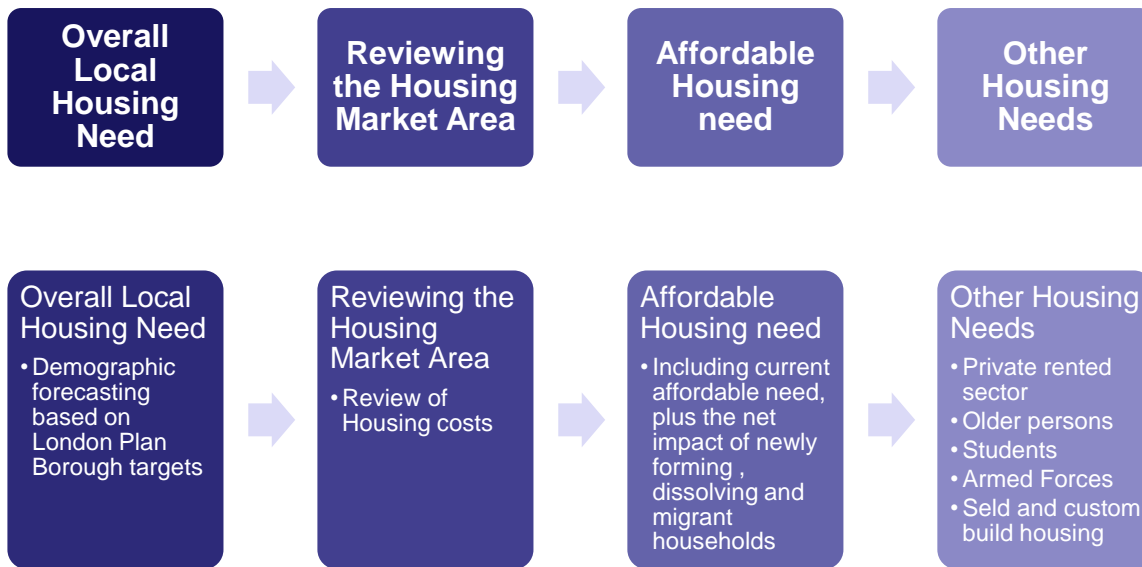 Overall
Local
Housing
Need
Reviewing
the Housing
Market Area
Affordable
Housing
need
Other
Housing
Needs
Overall Local
Housing Need
• Demographic
forecasting
based on
London Plan
Borough targets
Reviewing the
Housing
Market Area
• Review of
Housing costs
Affordable
Housing need
• Including current
affordable need,
plus the net
impact of newly
forming ,
dissolving and
migrant
households
Other Housing
Needs
• Private rented
sector
• Older persons
• Students
• Armed Forces
• Seld and custom
build housing